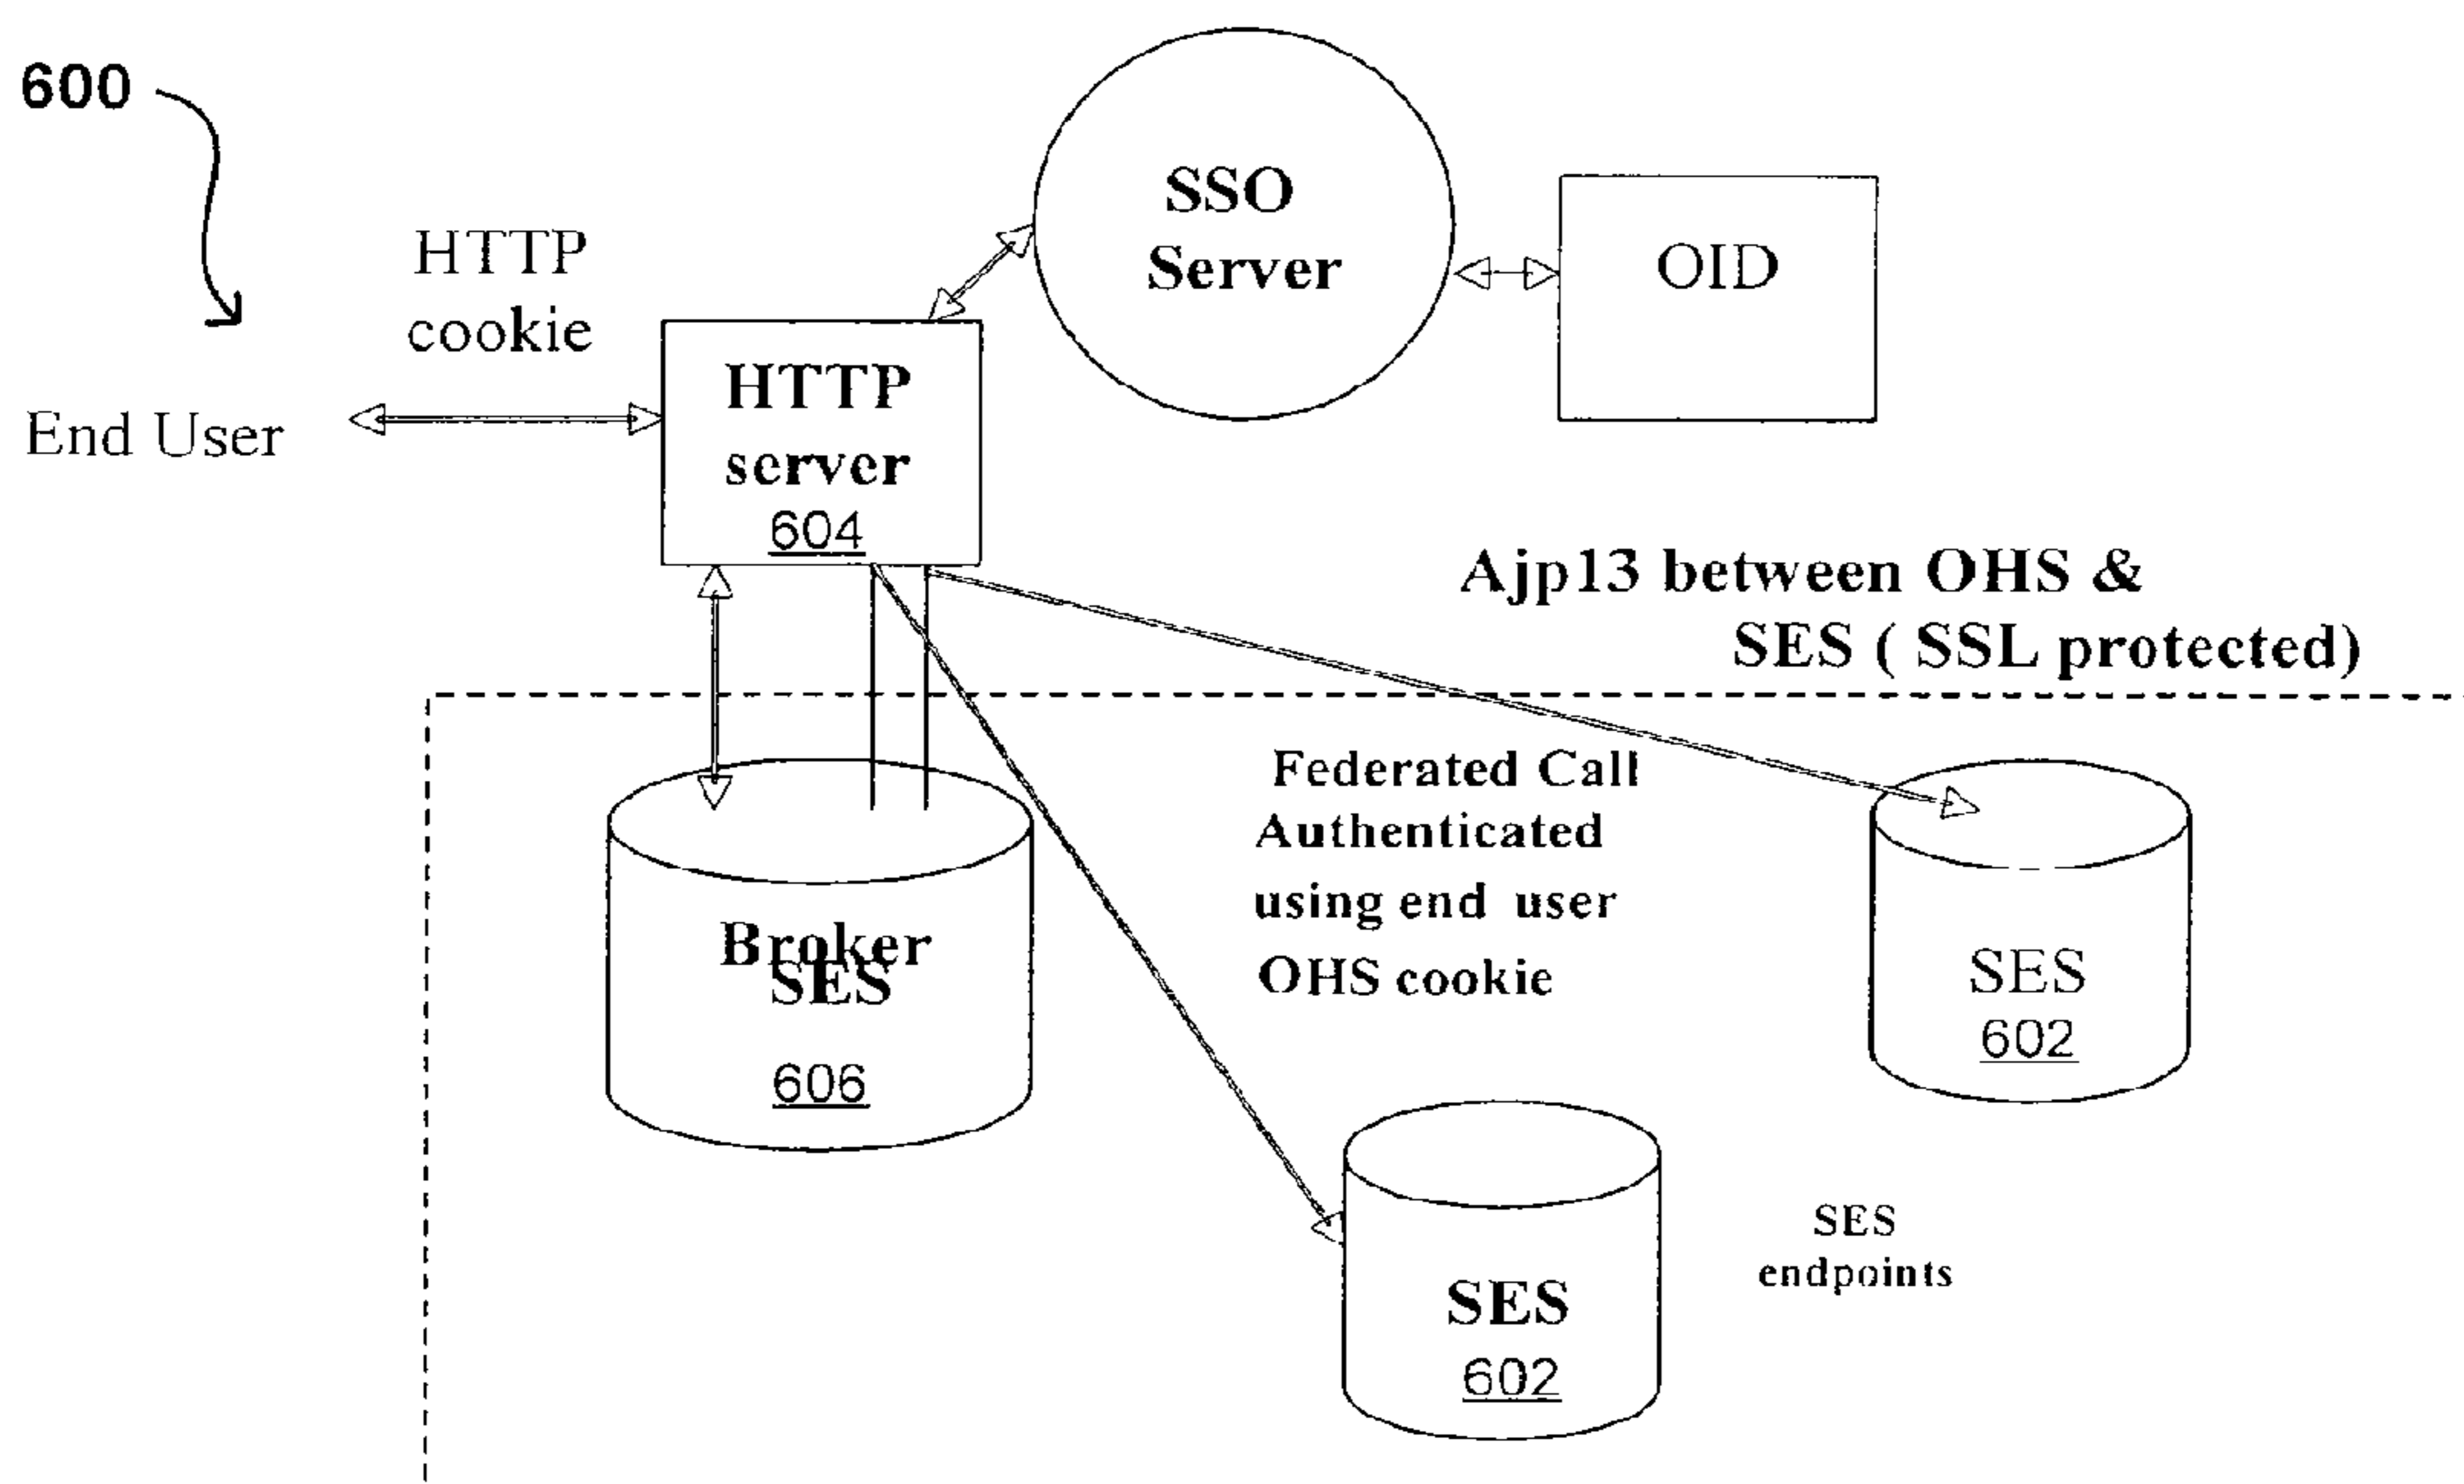 600
HTTP
cookie
End User
SSO
Server
OID
HTTP
server
604
Ajp13 between OHS &
SES ( SSL protected)
Federated Call
Authenticated
using end user
OHS cookie
Broker
SES
606
SES
602
SES
602
SES
endpoints